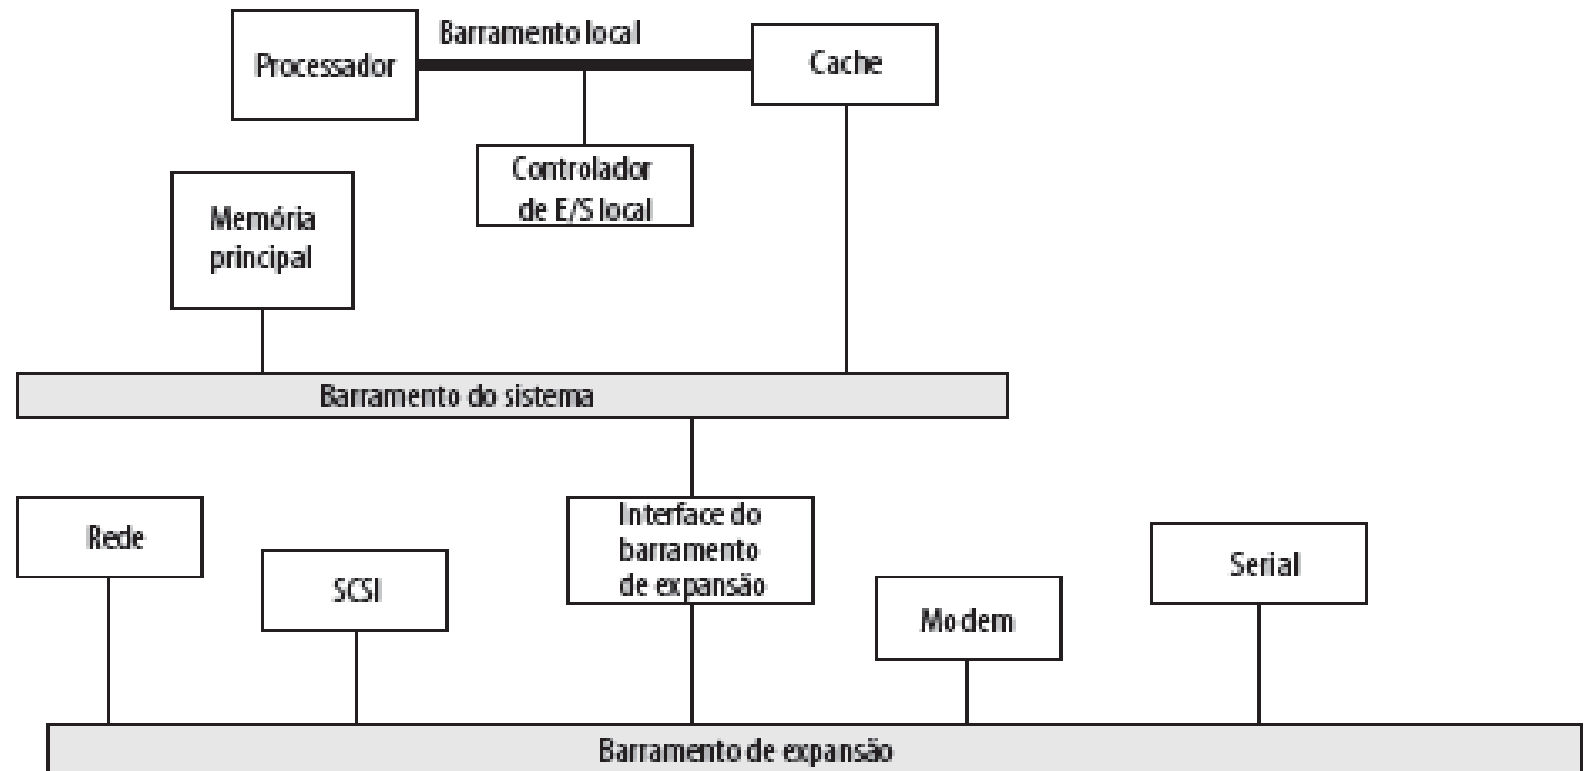 Barramento local
Processador
Cache
Controlador
de E/S local
Memória
principal
Barramento do sistema
Rede
SCSI
Interface do
barramento
de expansão
Modem
Serial
Barramento de expansão